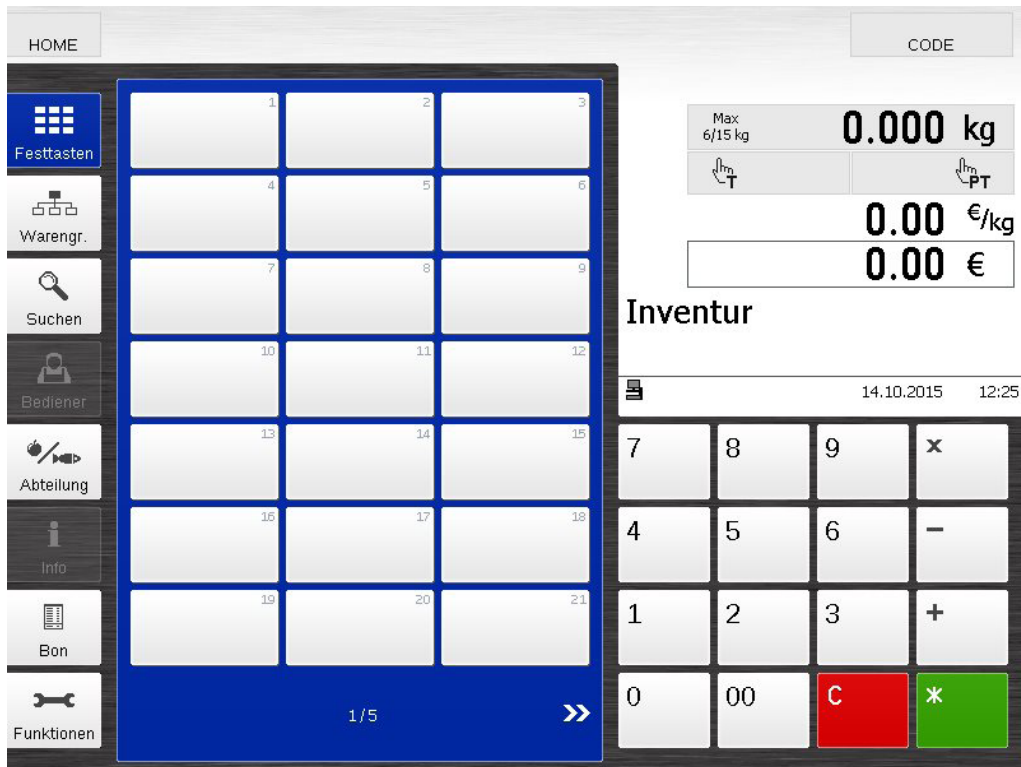 HOME
CODE
Festtasten
Warengr.
Suchen
Bediener
Abteilung
Info
Bon
Funktionen
1 2 3
4 5 6
7 8 9
10 11 12
13 14 15
16 17 18
19 20 21
1/5 »
Max
6/15 kg
0.000 kg
T PT
0.00 €/kg
0.00 €
Inventur
14.10.2015 12:25
7 8 9 x
4 5 6 -
1 2 3 +
0 00 C *